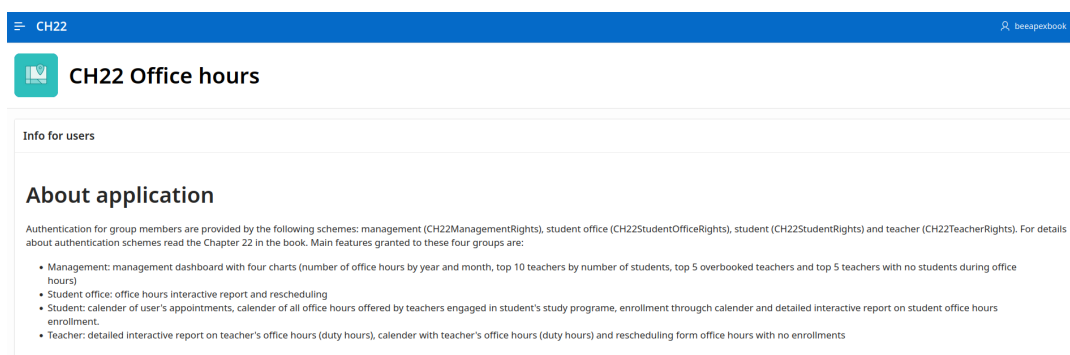 CH22
beeapexbook
CH22 Office hours
Info for users
About application
Authentication for group members are provided by the following schemes: management (CH22ManagementRights), student office (CH22StudentOfficeRights), student (CH22StudentRights) and teacher (CH22TeacherRights). For details
about authentication schemes read the Chapter 22 in the book. Main features granted to these four groups are:
• Management: management dashboard with four charts (number of office hours by year and month, top 10 teachers by number of students, top 5 overbooked teachers and top 5 teachers with no students during office
hours)
• Student office: office hours interactive report and rescheduling
• Student: calender of user's appointments, calender of all office hours offered by teachers engaged in student's study programe, enrollment througch calender and detailed interactive report on student office hours
enrollment.
• Teacher: detailed interactive report on teacher's office hours (duty hours), calender with teacher's office hours (duty hours) and rescheduling form office hours with no enrollments